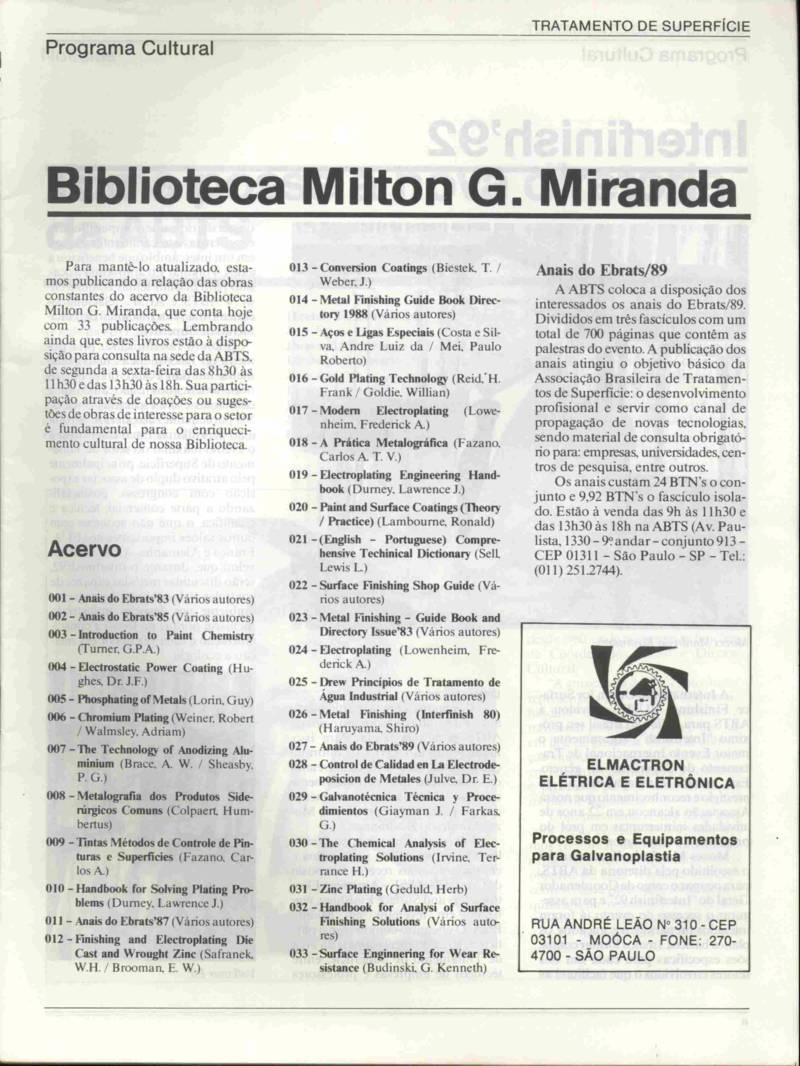 TRATAMENTO DE SUPERFÍCIE
Programa Cultural
Biblioteca Milton G. Miranda
Para mantê-lo atualizado, esta-
mos publicando a relação das obras
constantes do acervo da Biblioteca
Milton G. Miranda, que conta hoje
com 33 publicações. Lembrando
ainda que, estes livros estão à dispo-
sição para consulta na sede da ABTS,
de segunda a sexta-feira das 8h30 às
11h30 e das 13h30 às 18h. Sua partici-
pação através de doações ou suges-
tões de obras de interesse para o setor
é fundamental para o enriqueci-
mento cultural de nossa Biblioteca.
Acervo
001 – Anais do Ebrats'83 (Vários autores)
002 – Anais do Ebrats'85 (Vários autores)
003 – Introduction to Paint Chemistry
(Turner, G.P.A.)
004 – Electrostatic Power Coating (Hu-
ghes, Dr. J.F.)
005 – Phosphating of Metals (Lorin, Guy)
006 – Chromium Plating (Weiner, Robert
/ Walmsley, Adriam)
007 – The Technology of Anodizing Alu-
minium (Brace, A. W. / Sheasby,
P. G.)
008 – Metalografia dos Produtos Side-
rúrgicos Comuns (Colpaert, Hum-
bertus)
009 – Tintas Métodos de Controle de Pin-
turas e Superfícies (Fazano, Car-
los A.)
010 – Handbook for Solving Plating Pro-
blems (Durney, Lawrence J.)
011 – Anais do Ebrats'87 (Vários autores)
012 – Finishing and Electroplating Die
Cast and Wrought Zinc (Safranek,
W.H. / Brooman, E. W.)
013 – Conversion Coatings (Biestek, T. /
Weber, J.)
014 – Metal Finishing Guide Book Direc-
tory 1988 (Vários autores)
015 – Aços e Ligas Especiais (Costa e Sil-
va, Andre Luiz da / Mei, Paulo
Roberto)
016 – Gold Plating Technology (Reid, H.
Frank / Goldie, Willian)
017 – Modern Electroplating (Lowe-
nheim, Frederick A.)
018 – A Prática Metalográfica (Fazano,
Carlos A. T. V.)
019 – Electroplating Engineering Hand-
book (Durney, Lawrence J.)
020 – Paint and Surface Coatings (Theory
/ Practice) (Lambourne, Ronald)
021 – (English – Portuguese) Compre-
hensive Techinical Dictionary (Sell,
Lewis L.)
022 – Surface Finishing Shop Guide (Vá-
rios autores)
023 – Metal Finishing – Guide Book and
Directory Issue'83 (Vários autores)
024 – Electroplating (Lowenheim, Fre-
derick A.)
025 – Drew Princípios de Tratamento de
Água Industrial (Vários autores)
026 – Metal Finishing (Interfinish 80)
(Haruyama, Shiro)
027 – Anais do Ebrats'89 (Vários autores)
028 – Control de Calidad en La Electrode-
posicion de Metales (Julve, Dr. E.)
029 – Galvanotécnica Técnica y Proce-
dimientos (Giayman J. / Farkas,
G.)
030 – The Chemical Analysis of Elec-
troplating Solutions (Irvine, Ter-
rance H.)
031 – Zinc Plating (Geduld, Herb)
032 – Handbook for Analysi of Surface
Finishing Solutions (Vários auto-
res)
033 – Surface Enginnering for Wear Re-
sistance (Budinski, G. Kenneth)
Anais do Ebrats/89
A ABTS coloca a disposição dos
interessados os anais do Ebrats/89.
Divididos em três fascículos com um
total de 700 páginas que contêm as
palestras do evento. A publicação dos
anais atingiu o objetivo básico da
Associação Brasileira de Tratamen-
tos de Superfície: o desenvolvimento
profissional e servir como canal de
propagação de novas tecnologias,
sendo material de consulta obrigató-
rio para: empresas, universidades, cen-
tros de pesquisa, entre outros.
Os anais custam 24 BTN's o con-
junto e 9,92 BTN's o fascículo isola-
do. Estão à venda das 9h às 11h30 e
das 13h30 às 18h na ABTS (Av. Pau-
lista, 1330 – 9º andar – conjunto 913 –
CEP 01311 – São Paulo – SP – Tel.:
(011) 251.2744).
ELMACTRON
ELÉTRICA E ELETRÔNICA
Processos e Equipamentos
para Galvanoplastia
RUA ANDRÉ LEÃO Nº 310 - CEP
03101 - MOÓCA - FONE: 270-
4700 - SÃO PAULO